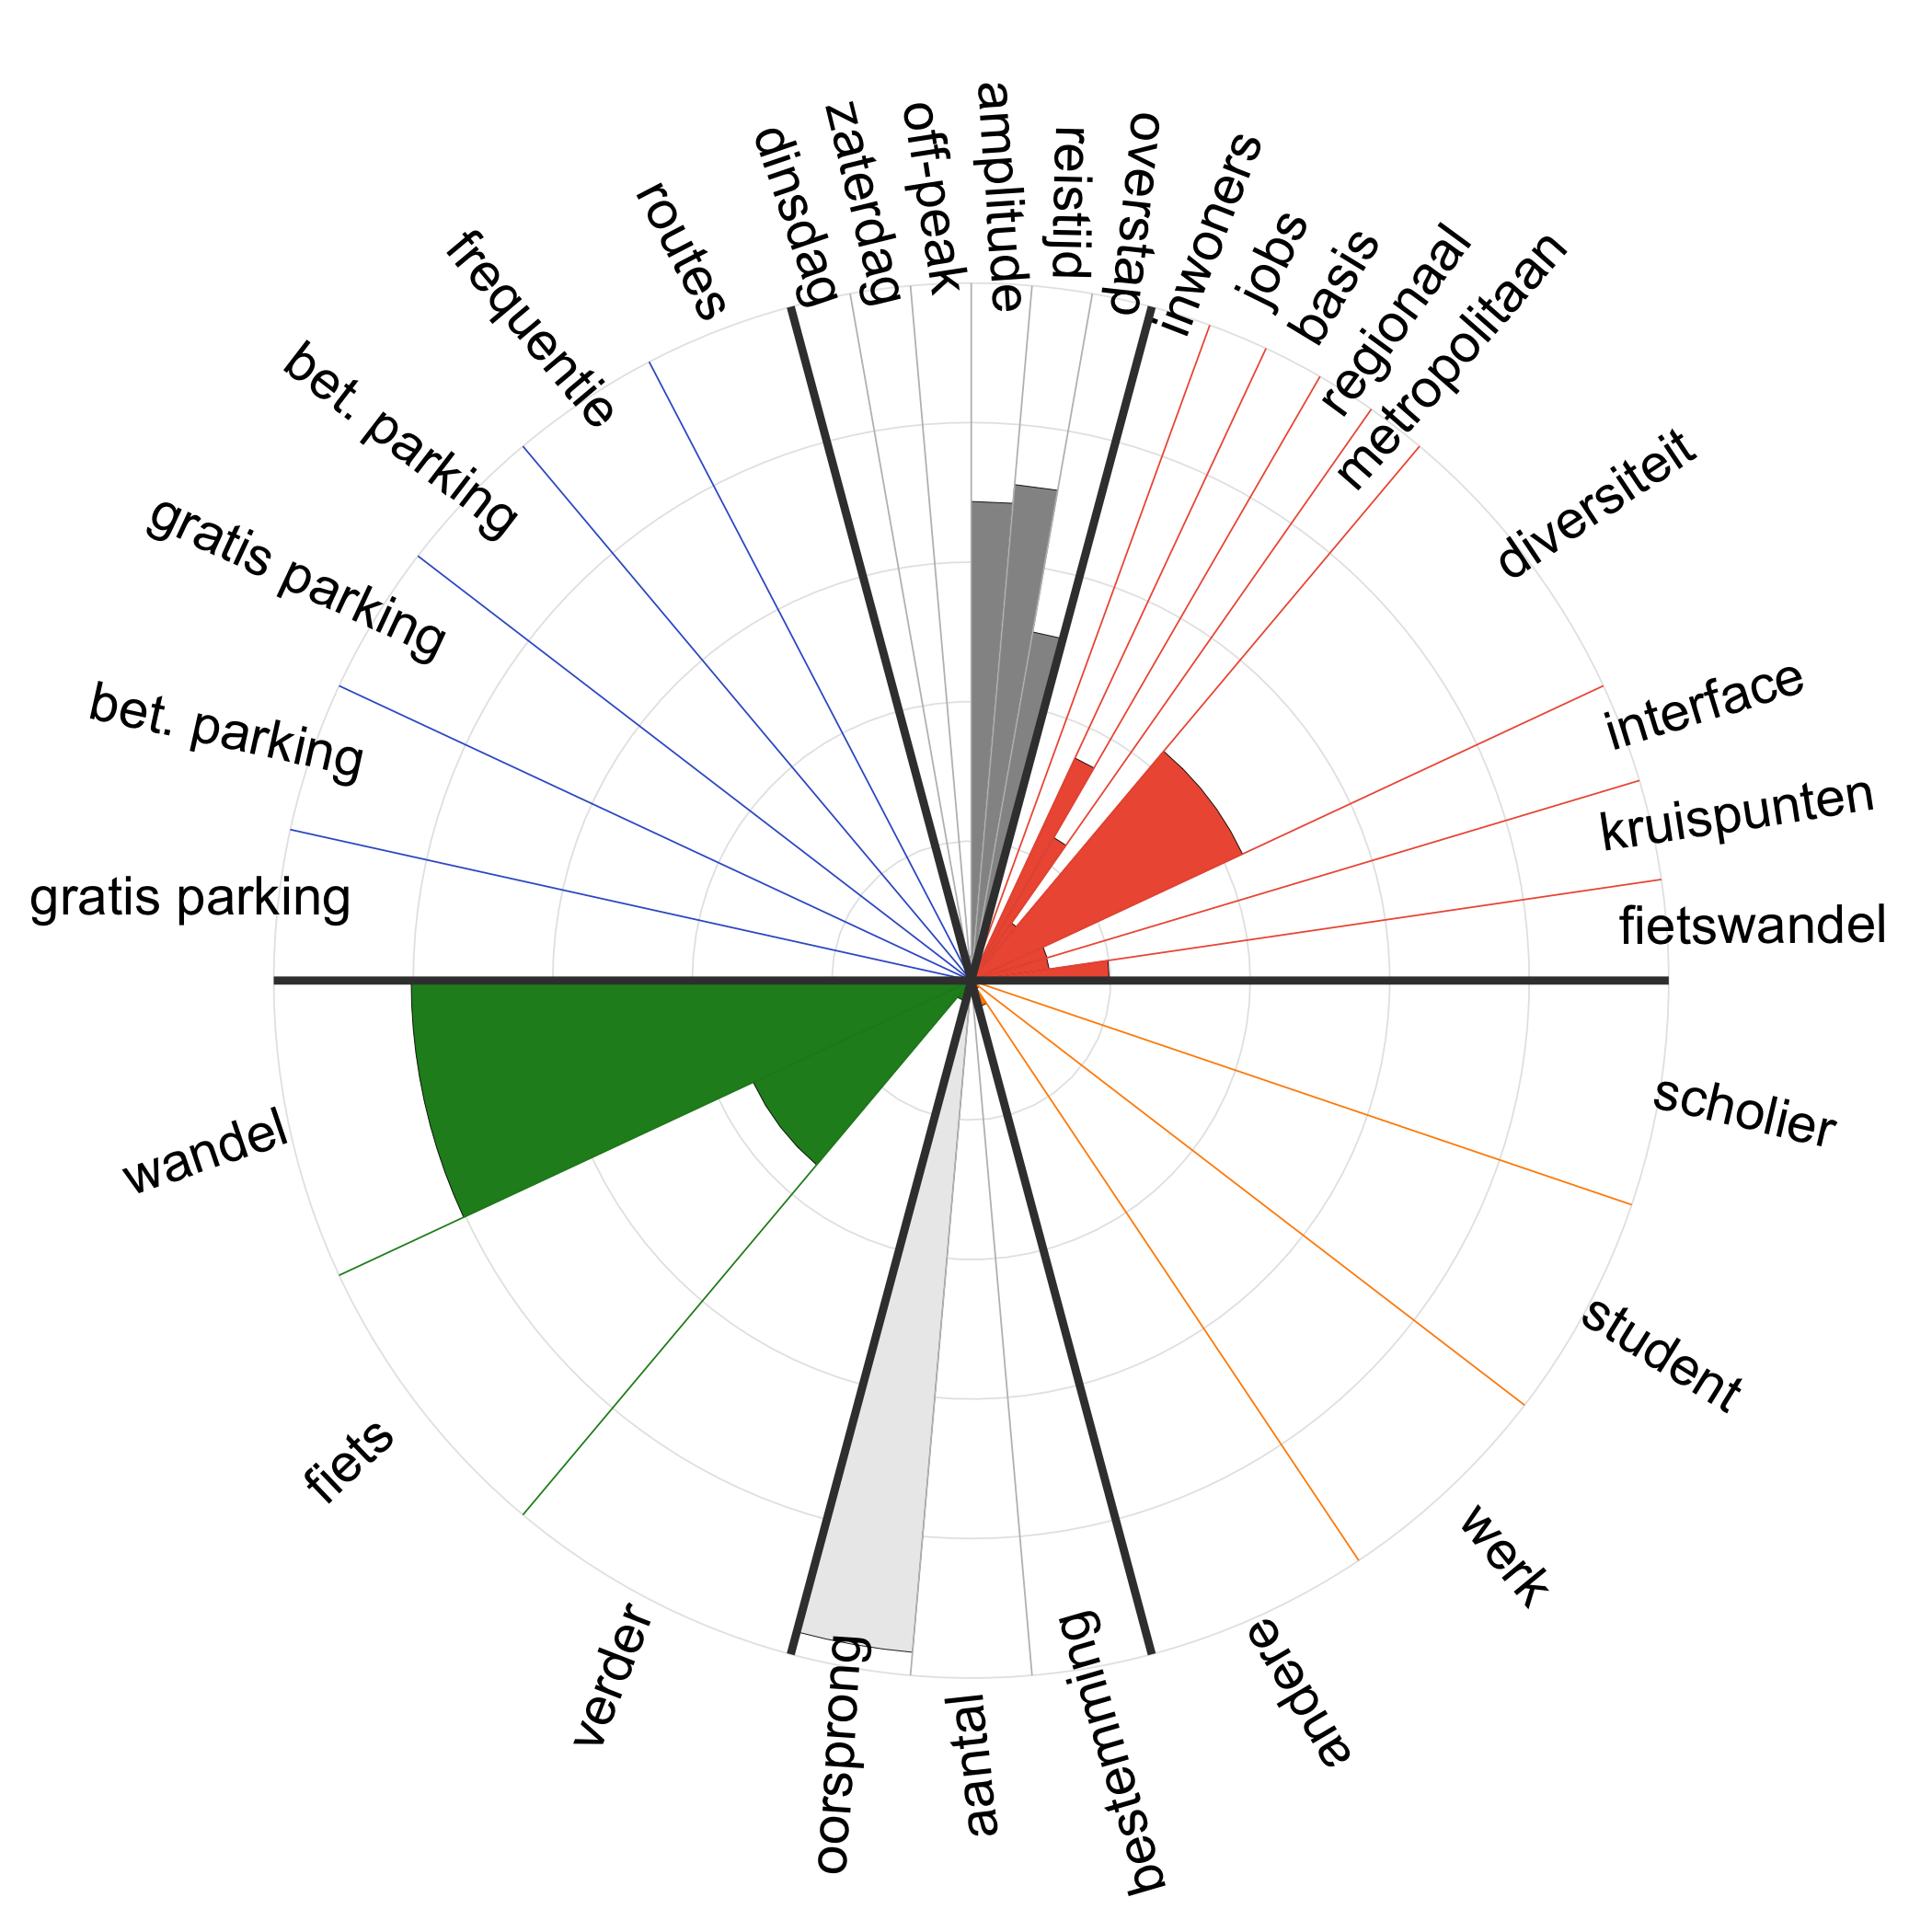 dinsdag
zaterdag
off-peak
amplitude
reistijd
overstap
inwoners
jobs
basis
regionaal
metropolitaan
diversiteit
interface
kruispunten
fietswandel
scholier
student
werk
andere
bestemming
aantal
oorsprong
verder
fiets
wandel
gratis parking
bet. parking
gratis parking
bet. parking
frequentie
routes